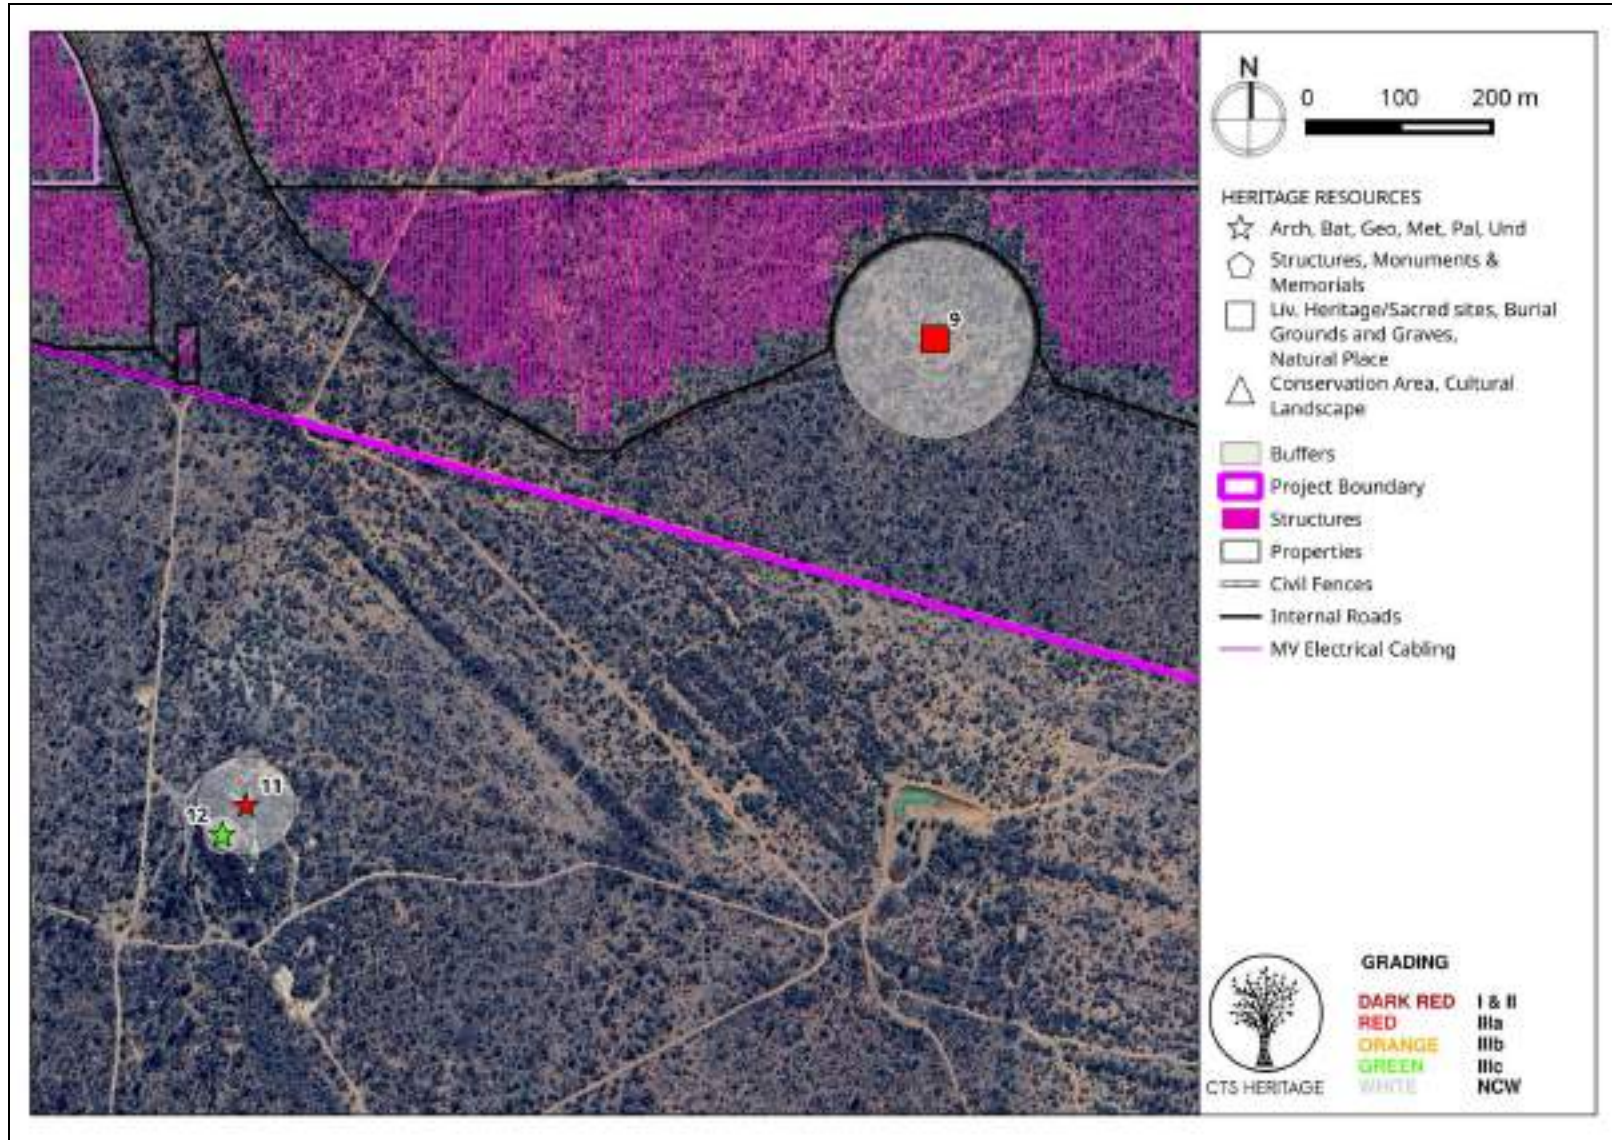 N
0 100 200 m
HERITAGE RESOURCES
Arch, Bat, Geo, Met, Pal, Und
Structures, Monuments &
Memorials
Liv. Heritage/Sacred sites, Burial
Grounds and Graves,
Natural Place
Conservation Area, Cultural
Landscape
Buffers
Project Boundary
Structures
Properties
Civil Fences
Internal Roads
MV Electrical Cabling
9
11
12
GRADING
DARK RED I & II
RED IIIa
ORANGE IIIb
GREEN IIIc
WHITE NCW
CTS HERITAGE